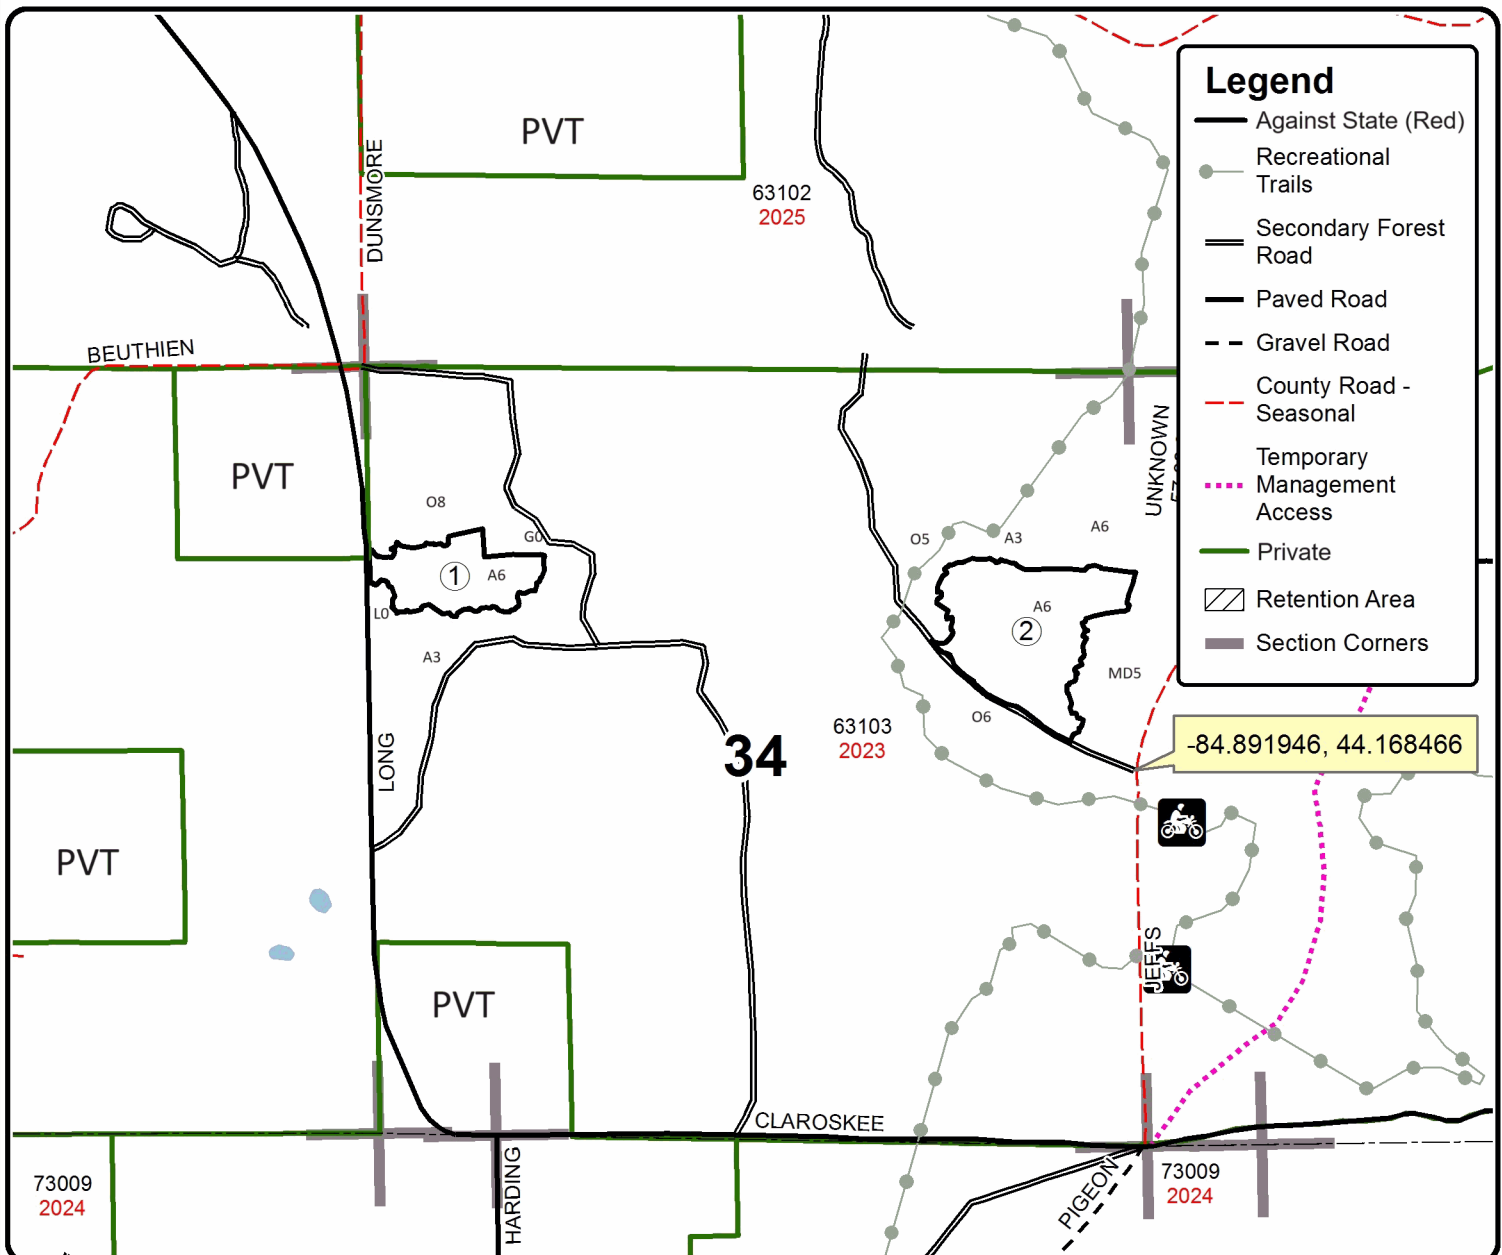 Legend
Against State (Red)
Recreational
Trails
Secondary Forest
Road
Paved Road
Gravel Road
County Road -
Seasonal
Temporary
Management
Access
Private
Retention Area
Section Corners
PVT
DUNSMORE
63102
2025
BEUTHIEN
PVT
UNKNOWN
O8
G0
1
A6
L0
A3
O5
A3
A6
A6
2
MD5
O6
63103
2023
34
-84.891946, 44.168466
LONG
PVT
JEFFS
PVT
CLAROSKEE
HARDING
PIGEON
73009
2024
73009
2024